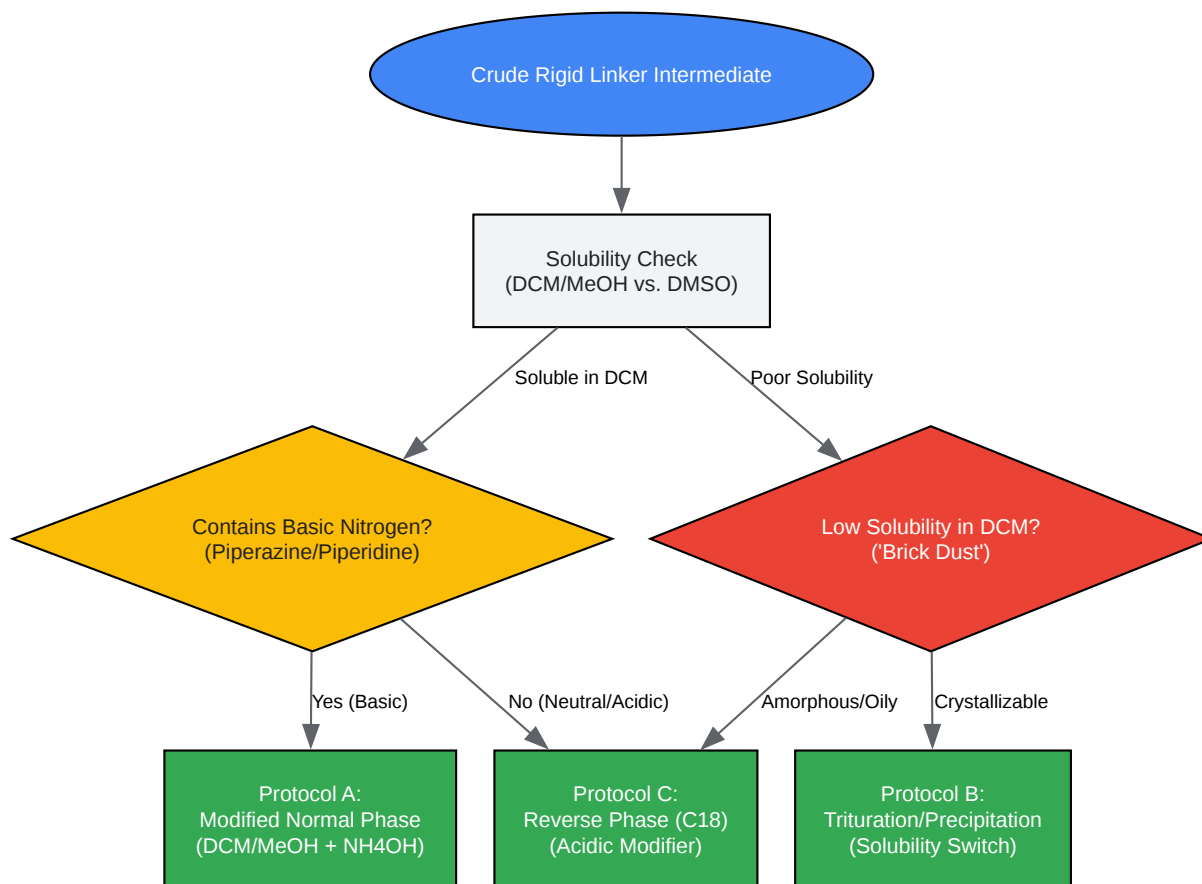 Crude Rigid Linker Intermediate
Solubility Check
(DCM/MeOH vs. DMSO)
Soluble in DCM
Poor Solubility
Contains Basic Nitrogen?
(Piperazine/Piperidine)
Low Solubility in DCM?
('Brick Dust')
Yes (Basic)
No (Neutral/Acidic)
Amorphous/Oily
Crystallizable
Protocol A:
Modified Normal Phase
(DCM/MeOH + NH4OH)
Protocol C:
Reverse Phase (C18)
(Acidic Modifier)
Protocol B:
Trituration/Precipitation
(Solubility Switch)